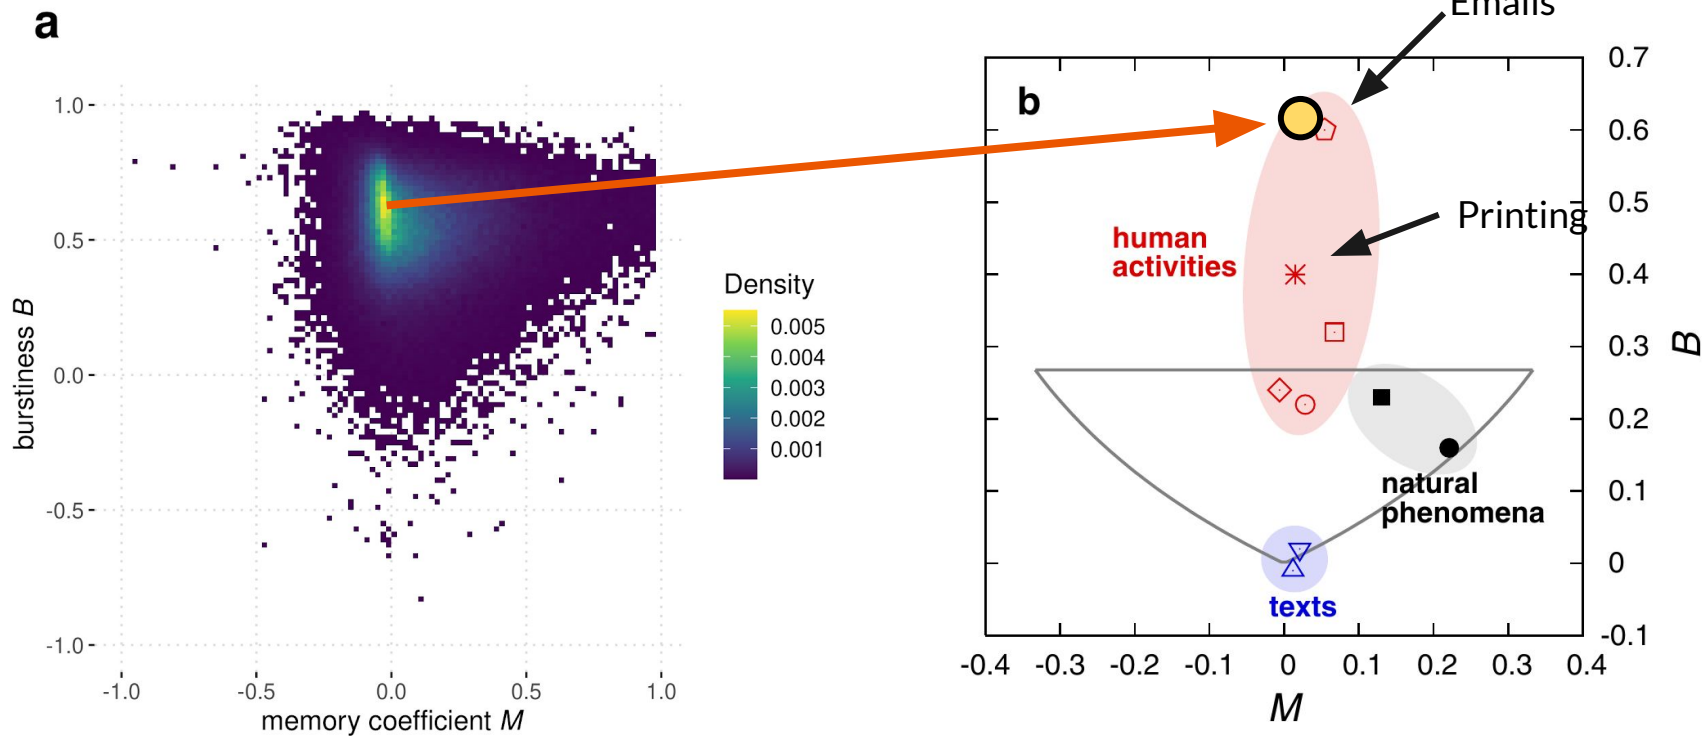 a
1.0
0.5
0.0
-0.5
-1.0
burstiness B
-1.0
-0.5
0.0
0.5
1.0
memory coefficient M
Density
0.005
0.004
0.003
0.002
0.001
Emails
b
Printing
human
activities
natural
phenomena
texts
0.7
0.6
0.5
0.4
0.3
0.2
0.1
0
-0.1
B
-0.4
-0.3
-0.2
-0.1
0
0.1
0.2
0.3
0.4
M